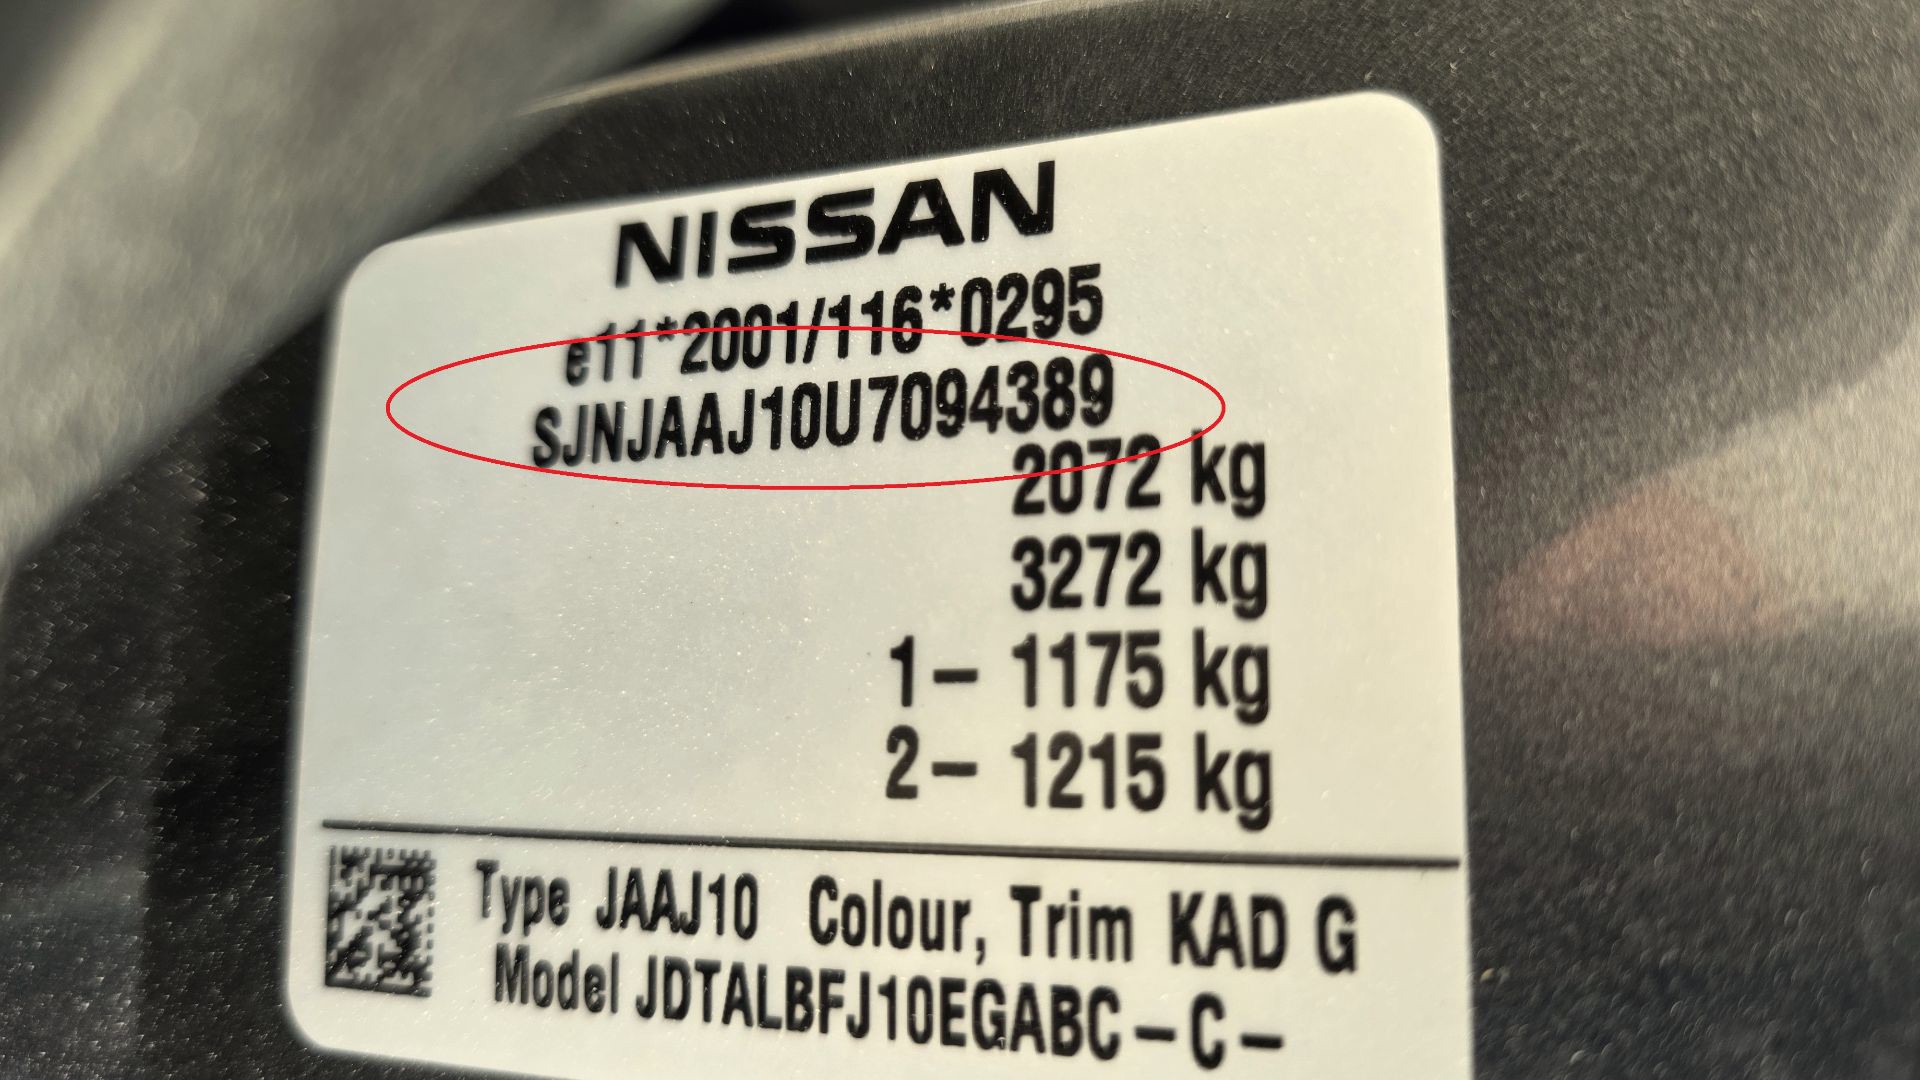 NISSAN
e11*2001/116*0295
SJNJAAJ10U7094389
2072 kg
3272 kg
1 – 1175 kg
2 – 1215 kg
Type JAAJ10 Colour, Trim KAD G
Model JDTALBFJ10EGABC – C –